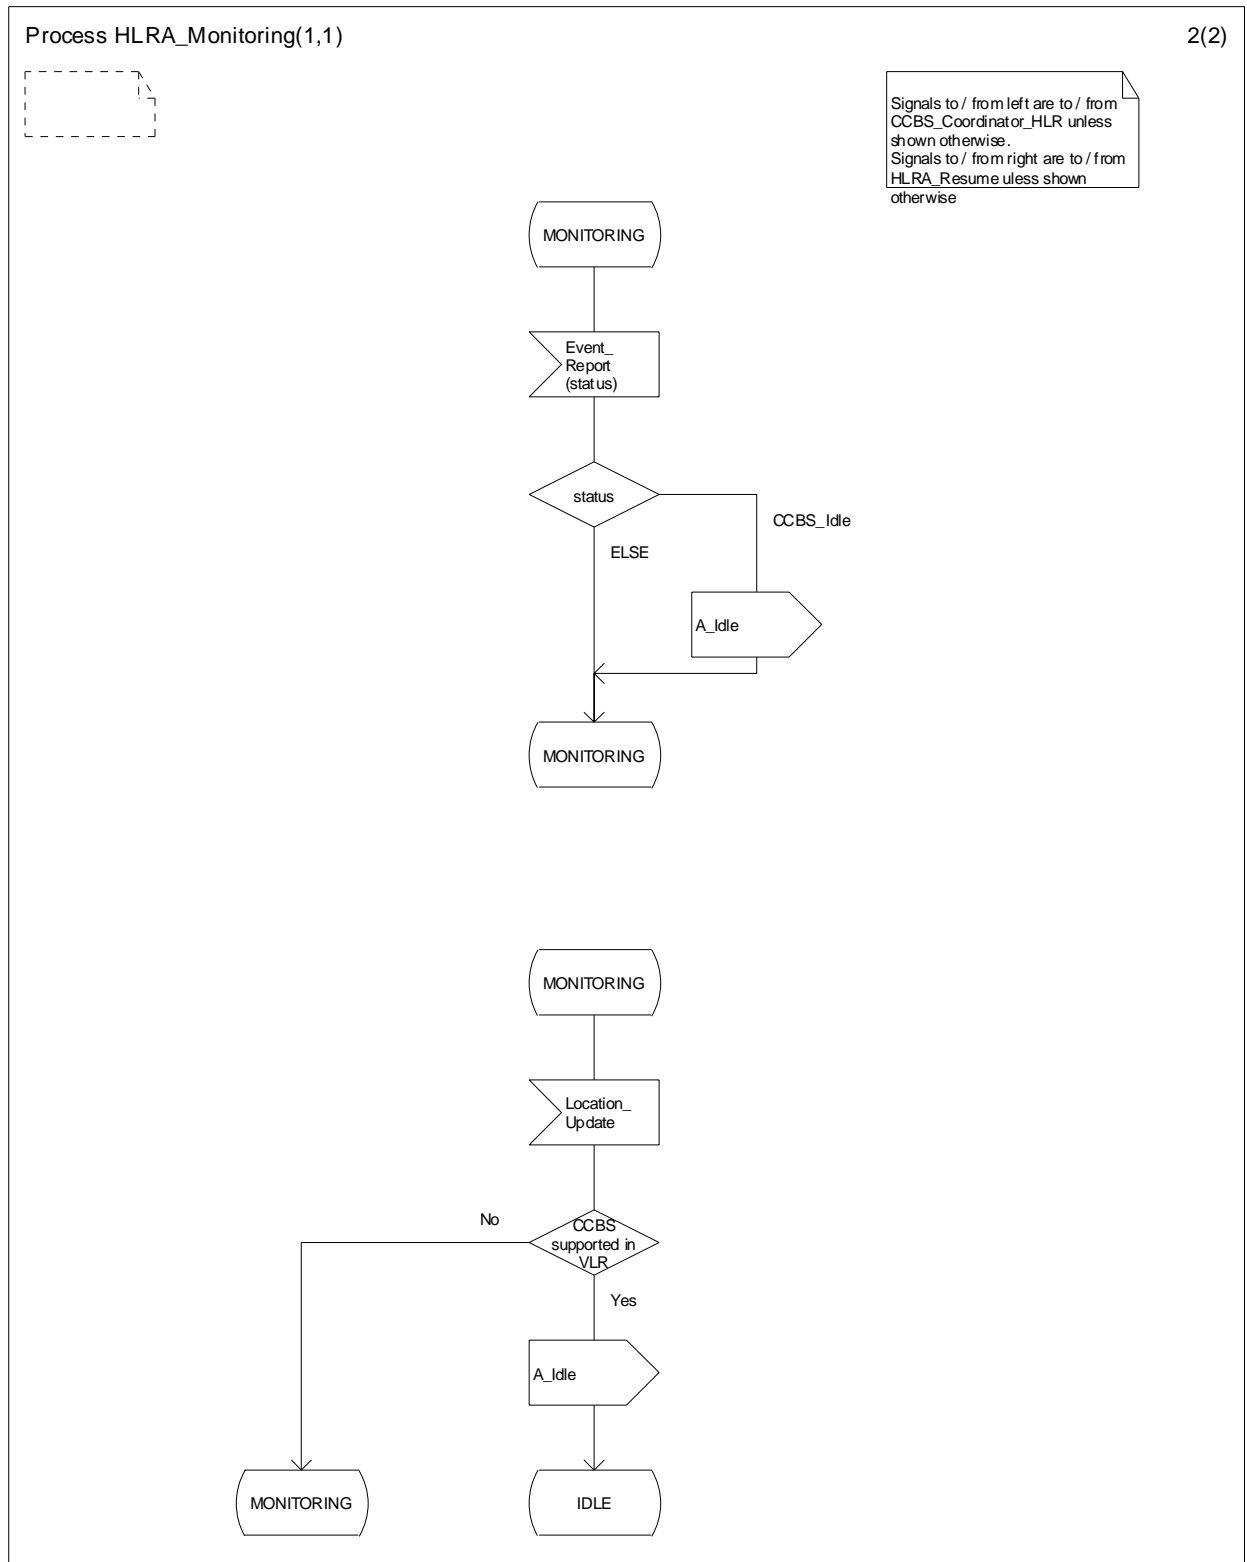 Process HLRA_Monitoring(1,1)
2(2)
Signals to / from left are to / from
CCBS_Coordinator_HLR unless
shown otherwise.
Signals to / from right are to / from
HLRA_Resume uless shown
otherwise
MONITORING
Event_
Report
(status)
status
CCBS_Idle
ELSE
A_Idle
MONITORING
MONITORING
Location_
Update
No
CCBS
supported in
VLR
Yes
A_Idle
MONITORING
IDLE